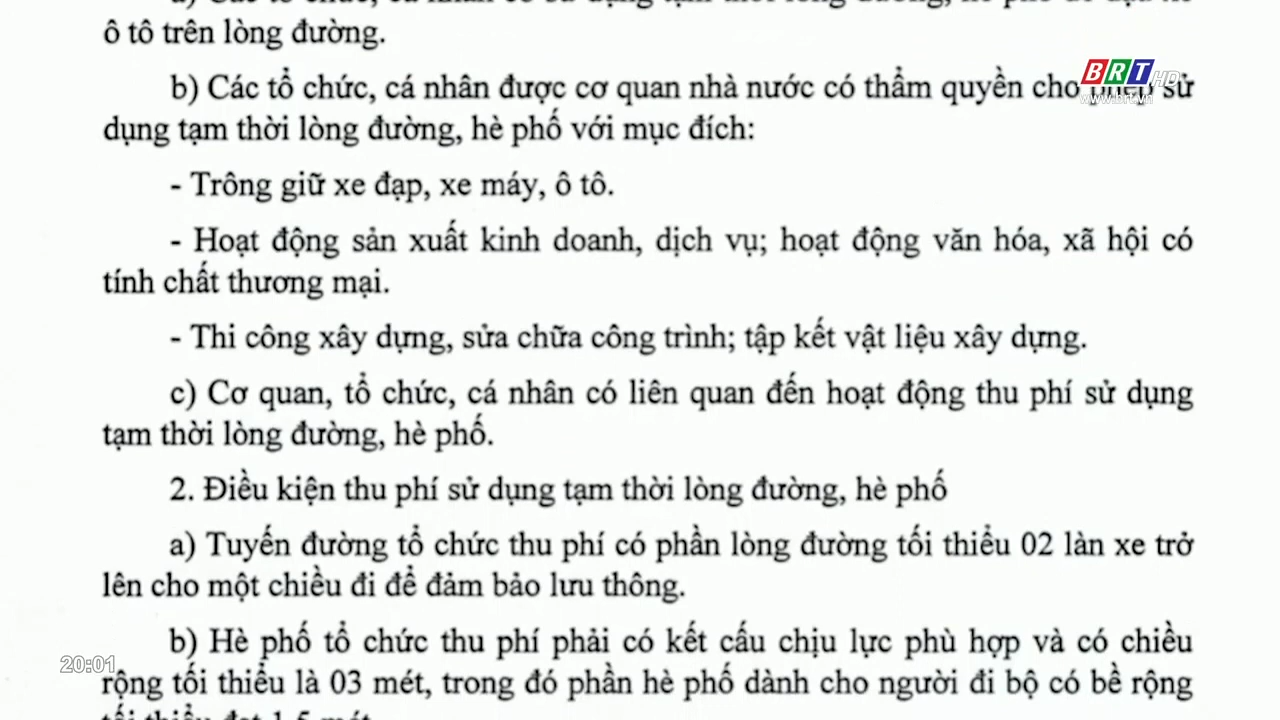 ô tô trên lòng đường.
b) Các tổ chức, cá nhân được cơ quan nhà nước có thẩm quyền cho phép sử
dụng tạm thời lòng đường, hè phố với mục đích:
- Trông giữ xe đạp, xe máy, ô tô.
- Hoạt động sản xuất kinh doanh, dịch vụ; hoạt động văn hóa, xã hội có
tính chất thương mại.
- Thi công xây dựng, sửa chữa công trình; tập kết vật liệu xây dựng.
c) Cơ quan, tổ chức, cá nhân có liên quan đến hoạt động thu phí sử dụng
tạm thời lòng đường, hè phố.
2. Điều kiện thu phí sử dụng tạm thời lòng đường, hè phố
a) Tuyến đường tổ chức thu phí có phần lòng đường tối thiểu 02 làn xe trở
lên cho một chiều đi để đảm bảo lưu thông.
b) Hè phố tổ chức thu phí phải có kết cấu chịu lực phù hợp và có chiều
rộng tối thiểu là 03 mét, trong đó phần hè phố dành cho người đi bộ có bề rộng
BRT HD
www.brt.vn
20:01